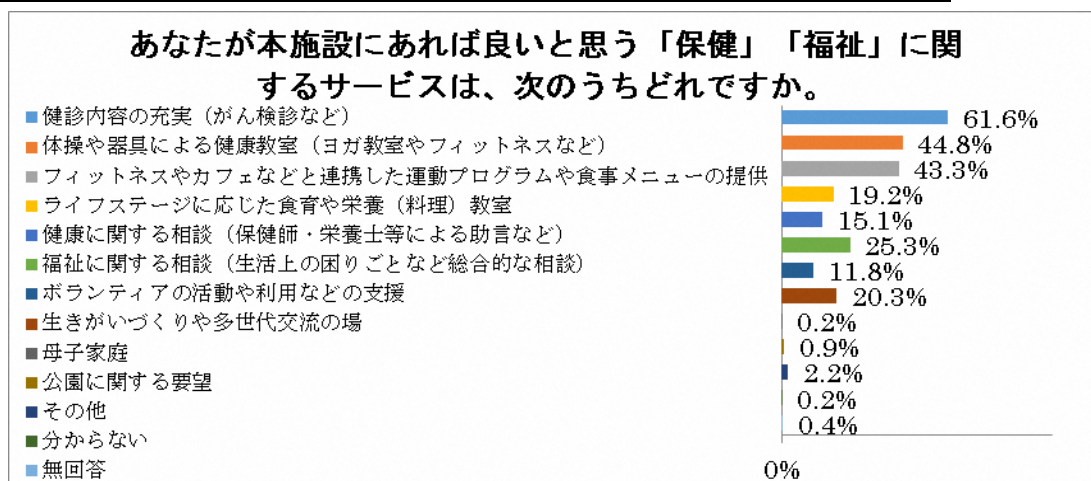 あなたが本施設にあれば良いと思う「保健」「福祉」に関
するサービスは、次のうちどれですか。
健診内容の充実（がん検診など）
体操や器具による健康教室（ヨガ教室やフィットネスなど）
フィットネスやカフェなどと連携した運動プログラムや食事メニューの提供
ライフステージに応じた食育や栄養（料理）教室
健康に関する相談（保健師・栄養士等による助言など）
福祉に関する相談（生活上の困りごとなど総合的な相談）
ボランティアの活動や利用などの支援
生きがいづくりや多世代交流の場
母子家庭
公園に関する要望
その他
分からない
無回答
61.6%
44.8%
43.3%
19.2%
15.1%
25.3%
11.8%
20.3%
0.2%
0.9%
2.2%
0.2%
0.4%
0%